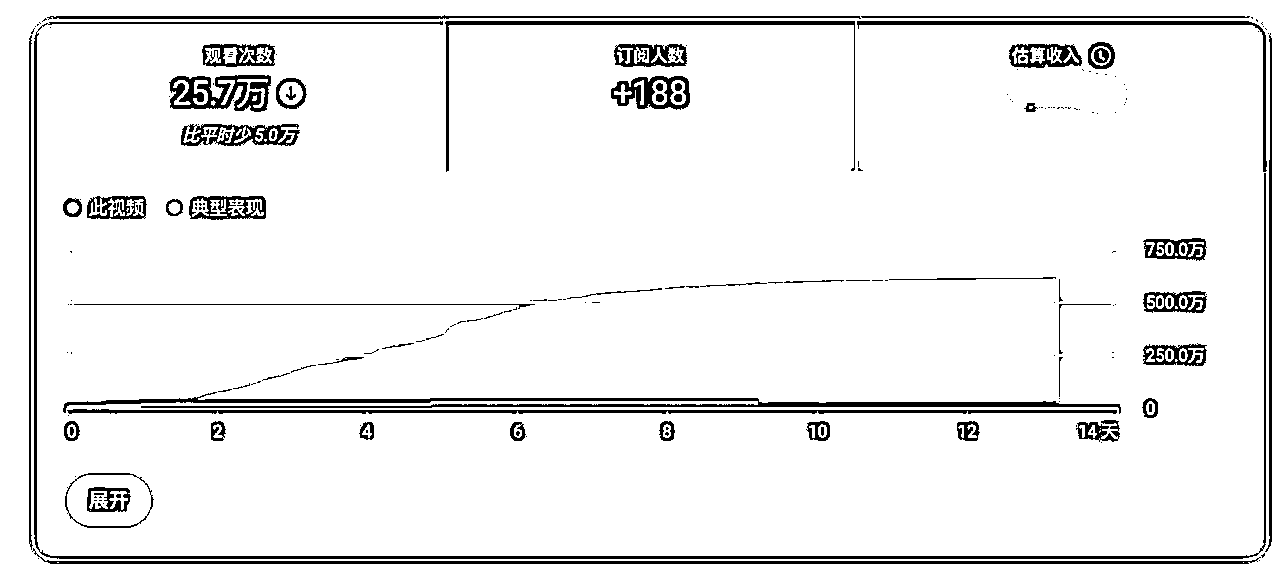 观看次数
25.7万
比平时少5.0万
订阅人数
+188
估算收入
此视频 典型表现
750.0万
500.0万
250.0万
0
0 2 4 6 8 10 12 14天
展开